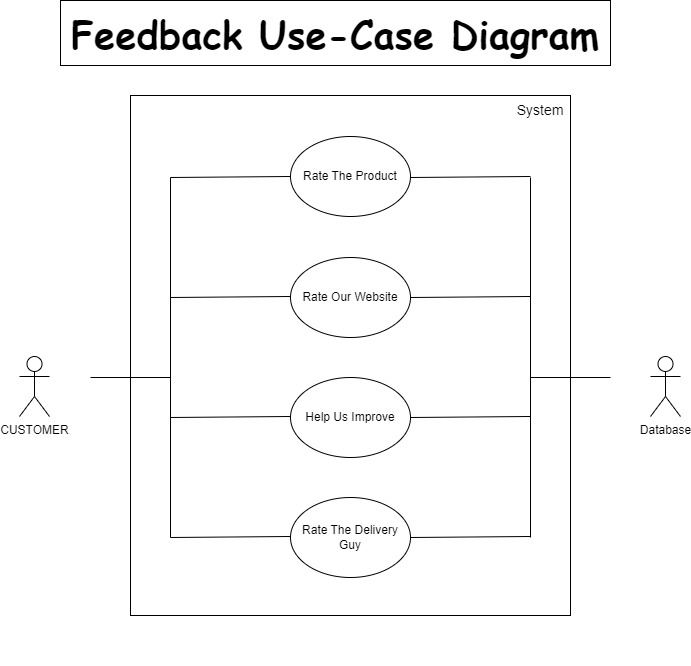 Feedback Use-Case Diagram
System
Rate The Product
Rate Our Website
Help Us Improve
Rate The Delivery
Guy
CUSTOMER
Database